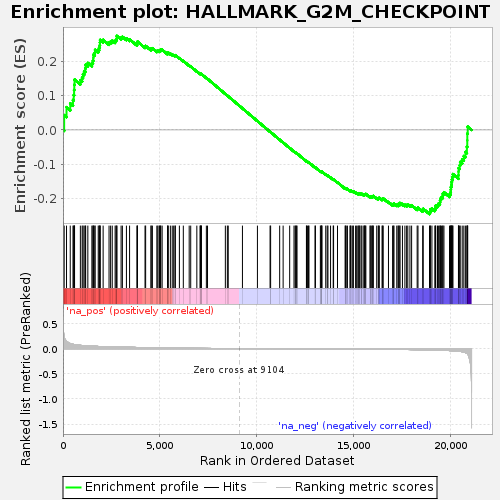 Enrichment plot: HALLMARK_G2M_CHECKPOINT
Enrichment score (ES)
0.2
0.1
0.0
-0.1
-0.2
'na_pos' (positively correlated)
Ranked list metric (PreRanked)
0.5
0.0
-0.5
-1.0
-1.5
Zero cross at 9104
'na_neg' (negatively correlated)
0
5,000
10,000
15,000
20,000
Rank in Ordered Dataset
Enrichment profile
Hits
Ranking metric scores